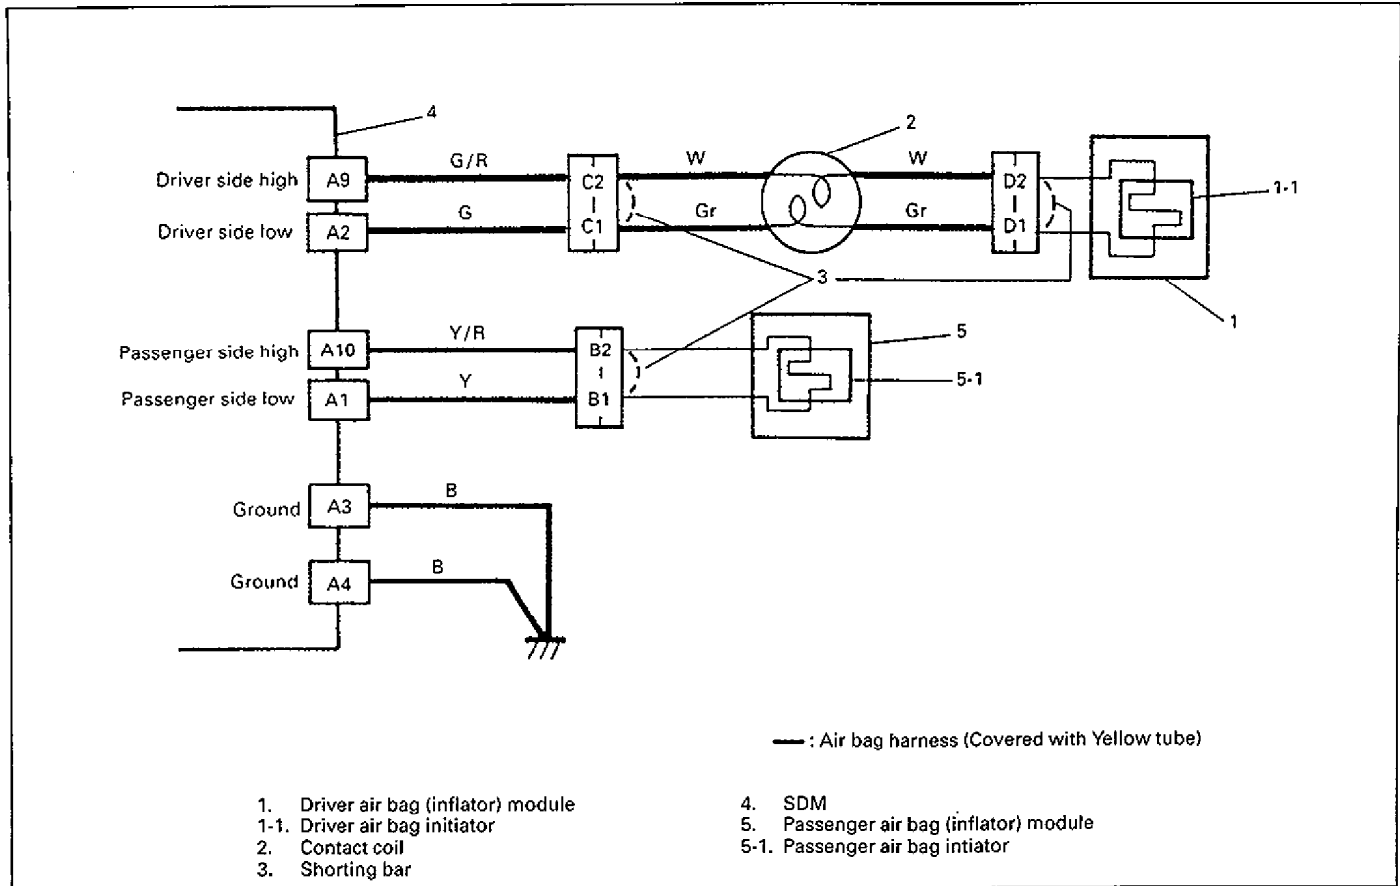 4
2
G/R
W
W
Driver side high
A9
C2
D2
1-1
G
Gr
Gr
Driver side low
A2
C1
D1
3
1
Y/R
5
Passenger side high
A10
B2
5-1
Y
Passenger side low
A1
B1
B
Ground
A3
B
Ground
A4
: Air bag harness (Covered with Yellow tube)
1. Driver air bag (inflator) module
1-1. Driver air bag initiator
2. Contact coil
3. Shorting bar
4. SDM
5. Passenger air bag (inflator) module
5-1. Passenger air bag intiator